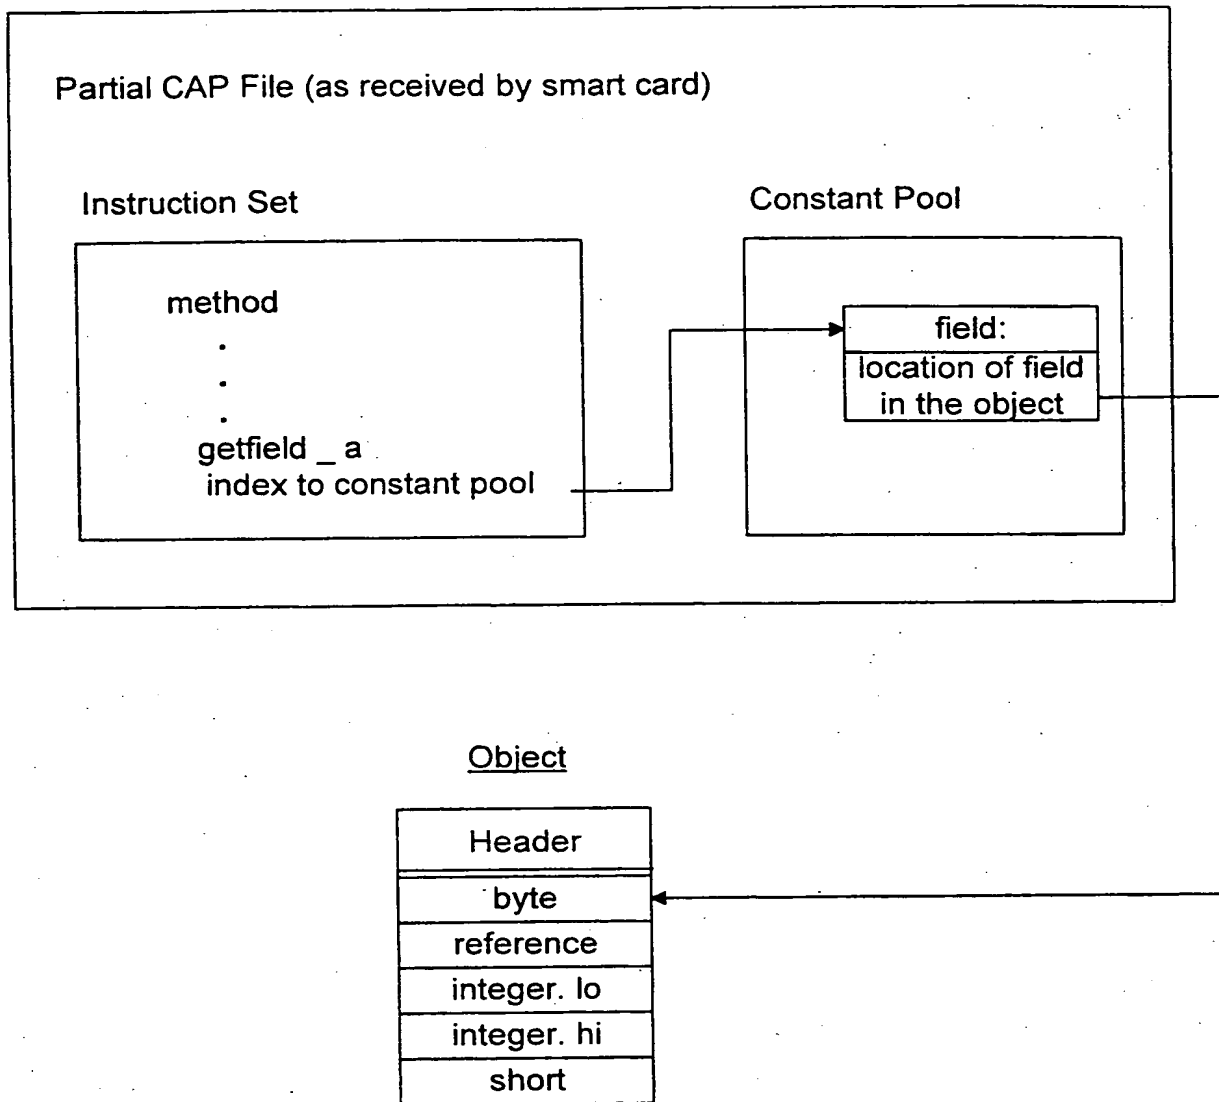 Partial CAP File (as received by smart card)
Instruction Set
method
.
.
.
getfield _ a
index to constant pool
Constant Pool
field:
location of field
in the object
Object
Header
byte
reference
integer. lo
integer. hi
short